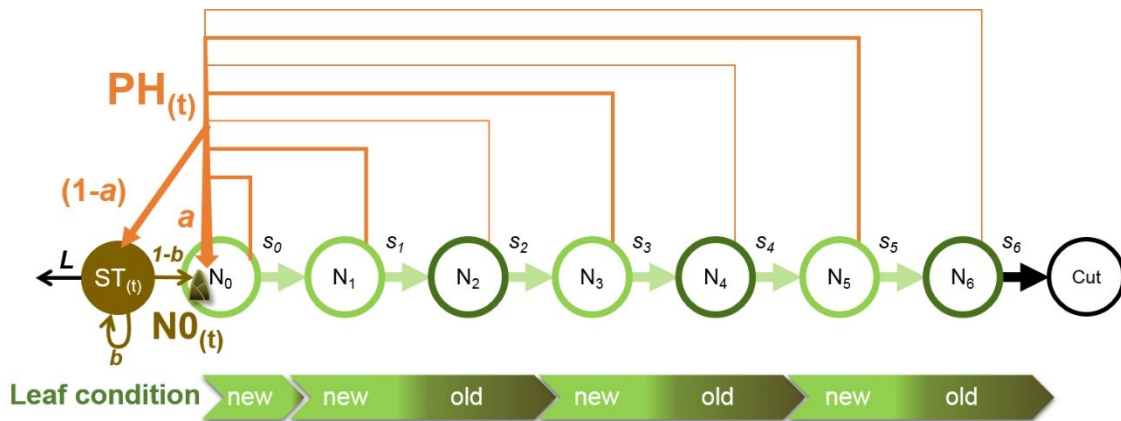 PH(t)
(1-a)
a
L
ST(t)
1-b
b
N0(t)
N0
s0
N1
s1
N2
s2
N3
s3
N4
s4
N5
s5
N6
s6
Cut
Leaf condition
new
new
old
new
old
new
old